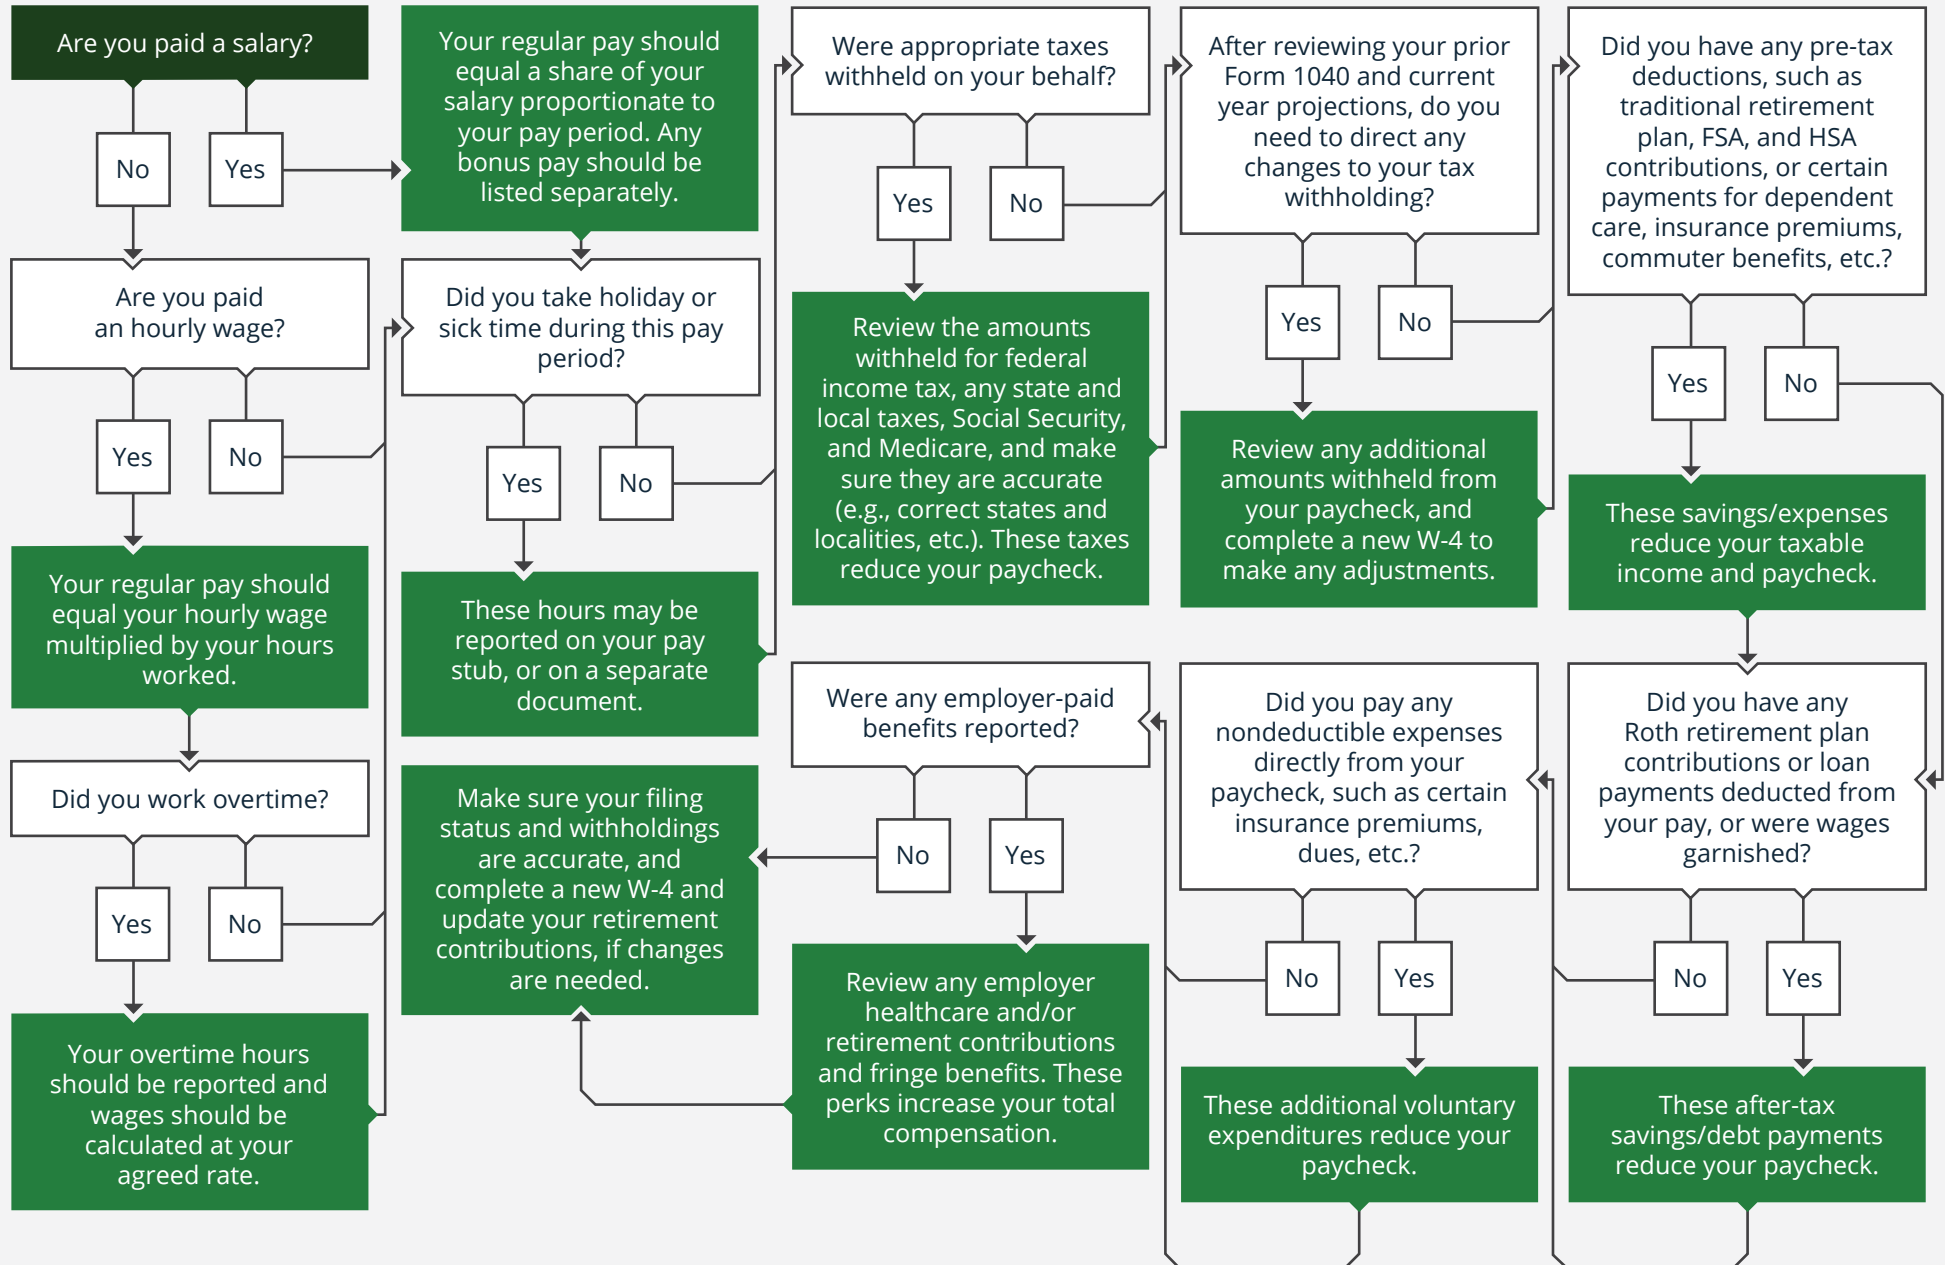 Are you paid a salary?
No
Yes
Are you paid
an hourly wage?
Yes
No
Your regular pay should
equal your hourly wage
multiplied by your hours
worked.
Did you work overtime?
Yes
No
Your overtime hours
should be reported and
wages should be
calculated at your
agreed rate.
Your regular pay should
equal a share of your
salary proportionate to
your pay period. Any
bonus pay should be
listed separately.
Did you take holiday or
sick time during this pay
period?
Yes
No
These hours may be
reported on your pay
stub, or on a separate
document.
Were appropriate taxes
withheld on your behalf?
Yes
No
Review the amounts
withheld for federal
income tax, any state and
local taxes, Social Security,
and Medicare, and make
sure they are accurate
(e.g., correct states and
localities, etc.). These taxes
reduce your paycheck.
After reviewing your prior
Form 1040 and current
year projections, do you
need to direct any
changes to your tax
withholding?
Yes
No
Review any additional
amounts withheld from
your paycheck, and
complete a new W-4 to
make any adjustments.
Did you have any pre-tax
deductions, such as
traditional retirement
plan, FSA, and HSA
contributions, or certain
payments for dependent
care, insurance premiums,
commuter benefits, etc.?
Yes
No
These savings/expenses
reduce your taxable
income and paycheck.
Did you have any
Roth retirement plan
contributions or loan
payments deducted from
your pay, or were wages
garnished?
No
Yes
These after-tax
savings/debt payments
reduce your paycheck.
Did you pay any
nondeductible expenses
directly from your
paycheck, such as certain
insurance premiums,
dues, etc.?
No
Yes
These additional voluntary
expenditures reduce your
paycheck.
Were any employer-paid
benefits reported?
No
Yes
Review any employer
healthcare and/or
retirement contributions
and fringe benefits. These
perks increase your total
compensation.
Make sure your filing
status and withholdings
are accurate, and
complete a new W-4 and
update your retirement
contributions, if changes
are needed.